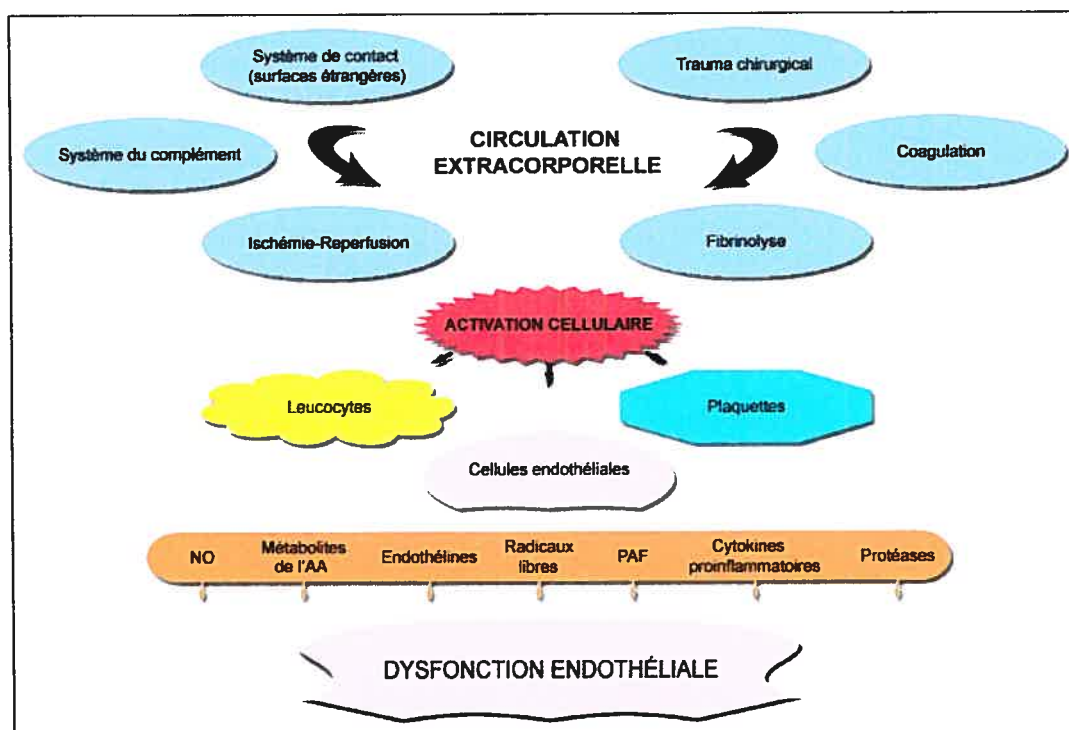 Système de contact
(surfaces étrangères)
Trauma chirurgical
CIRCULATION
EXTRACORPORELLE
Système du complément
Coagulation
Ischémie-Reperfusion
Fibrinolyse
ACTIVATION CELLULAIRE
Leucocytes
Plaquettes
Cellules endothéliales
NO
Métabolites
de l'AA
Endothélines
Radicaux
libres
PAF
Cytokines
proinflammatoires
Protéases
DYSFONCTION ENDOTHÉLIALE